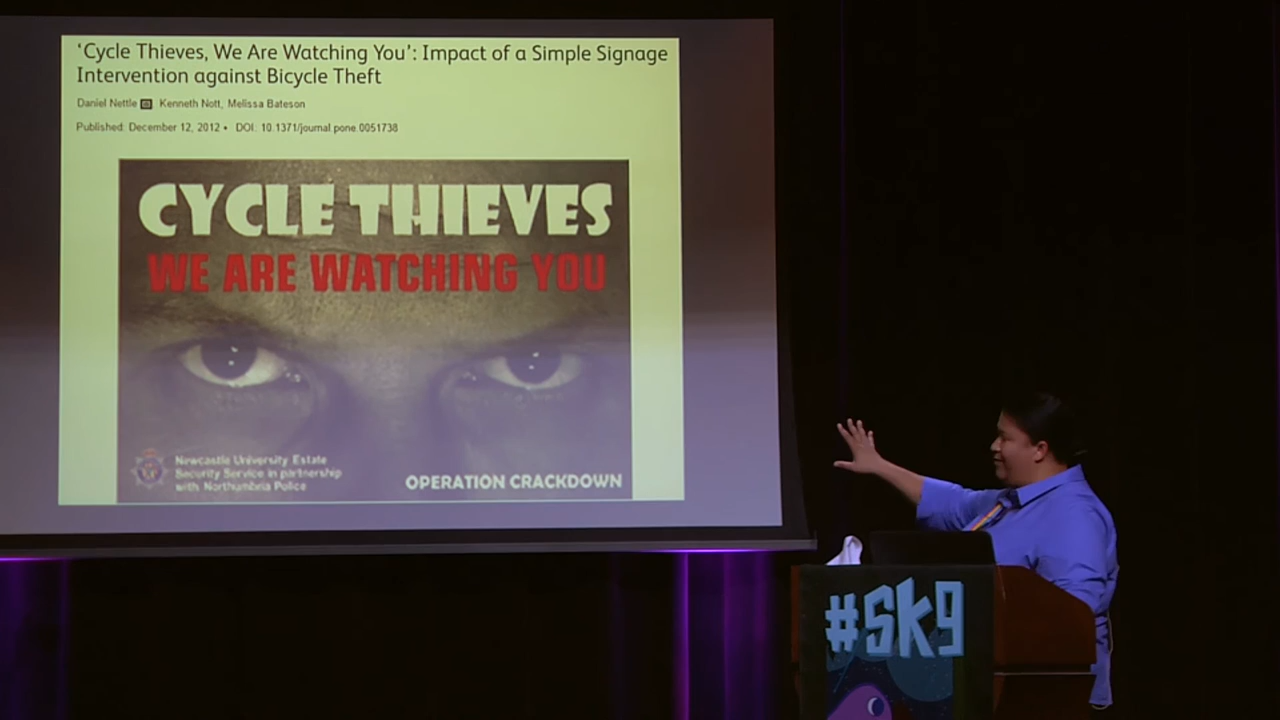 ‘Cycle Thieves, We Are Watching You’: Impact of a Simple Signage
Intervention against Bicycle Theft
Daniel Nettle Kenneth Nott, Melissa Bateson
Published: December 12, 2012 • DOI: 10.1371/journal.pone.0051738
CYCLE THIEVES
WE ARE WATCHING YOU
Newcastle University Estate
Security Service in partnership
with Northumbria Police
OPERATION CRACKDOWN
#sk9